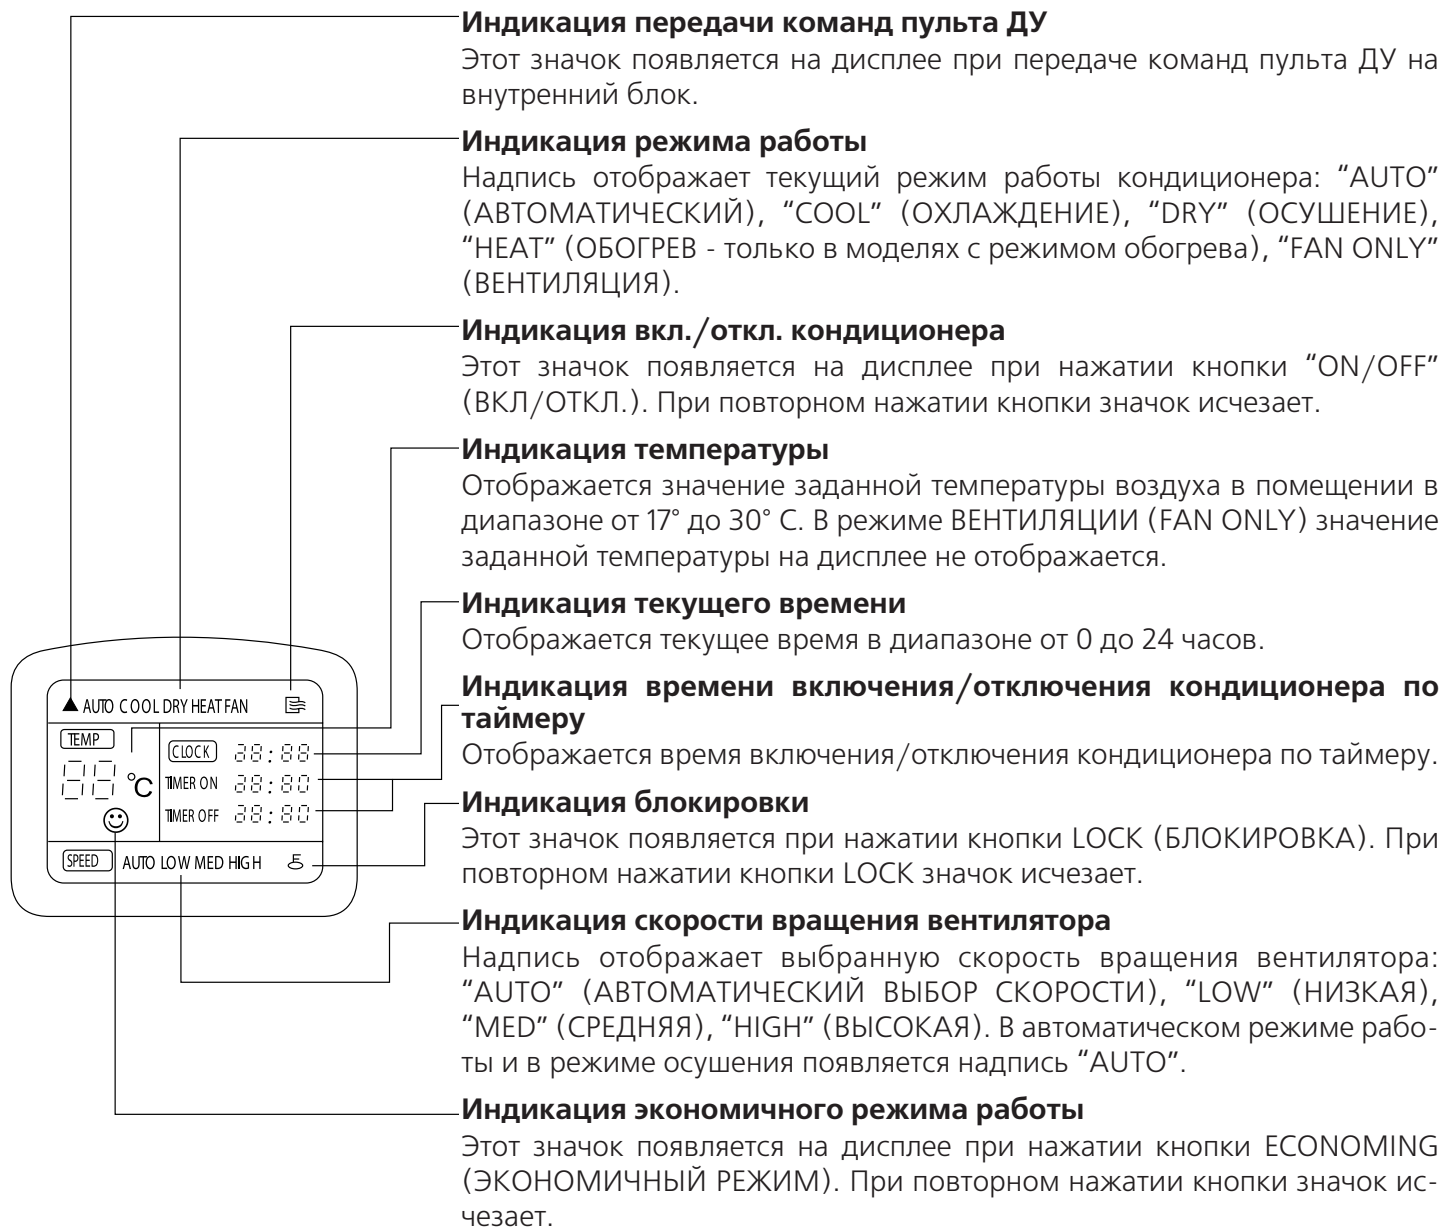 Индикация передачи команд пульта ДУ
Этот значок появляется на дисплее при передаче команд пульта ДУ на
внутренний блок.
Индикация режима работы
Надпись отображает текущий режим работы кондиционера: “AUTO”
(АВТОМАТИЧЕСКИЙ), “COOL” (ОХЛАЖДЕНИЕ), “DRY” (ОСУШЕНИЕ),
“HEAT” (ОБОГРЕВ - только в моделях с режимом обогрева), “FAN ONLY”
(ВЕНТИЛЯЦИЯ).
Индикация вкл./откл. кондиционера
Этот значок появляется на дисплее при нажатии кнопки “ON/OFF”
(ВКЛ/ОТКЛ.). При повторном нажатии кнопки значок исчезает.
Индикация температуры
Отображается значение заданной температуры воздуха в помещении в
диапазоне от 17° до 30° С. В режиме ВЕНТИЛЯЦИИ (FAN ONLY) значение
заданной температуры на дисплее не отображается.
Индикация текущего времени
Отображается текущее время в диапазоне от 0 до 24 часов.
Индикация времени включения/отключения кондиционера по
таймеру
Отображается время включения/отключения кондиционера по таймеру.
Индикация блокировки
Этот значок появляется при нажатии кнопки LOCK (БЛОКИРОВКА). При
повторном нажатии кнопки LOCK значок исчезает.
Индикация скорости вращения вентилятора
Надпись отображает выбранную скорость вращения вентилятора:
“AUTO” (АВТОМАТИЧЕСКИЙ ВЫБОР СКОРОСТИ), “LOW” (НИЗКАЯ),
“MED” (СРЕДНЯЯ), “HIGH” (ВЫСОКАЯ). В автоматическом режиме рабо-
ты и в режиме осушения появляется надпись “AUTO”.
Индикация экономичного режима работы
Этот значок появляется на дисплее при нажатии кнопки ECONOMING
(ЭКОНОМИЧНЫЙ РЕЖИМ). При повторном нажатии кнопки значок ис-
чезает.
AUTO COOL DRY HEAT FAN
TEMP
88 °C
CLOCK 88:88
TIMER ON 88:80
TIMER OFF 88:80
SPEED AUTO LOW MED HIGH